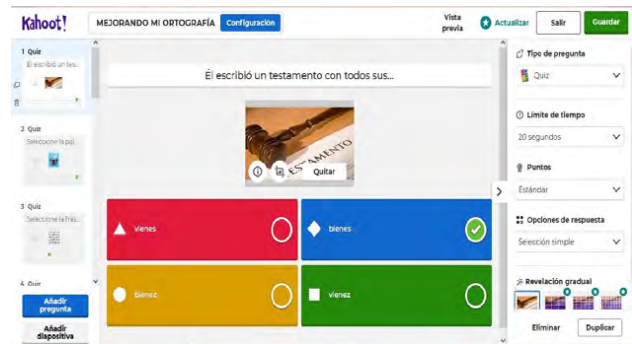 Kahoot!
MEJORANDO MI ORTOGRAFÍA
Configuración
Vista previa
Actualizar
Salir
Guardar
1 Quiz
Él escribió un tes...
2 Quiz
Seleccione la pal...
3 Quiz
Seleccione la fras...
4 Quiz
Añadir pregunta
Añadir diapositiva
Él escribió un testamento con todos sus...
TESTAMENTO
Quitar
vienes
bienes
bienez
vienez
Tipo de pregunta
Quiz
Límite de tiempo
20 segundos
Puntos
Estándar
Opciones de respuesta
Selección simple
Revelación gradual
Eliminar
Duplicar